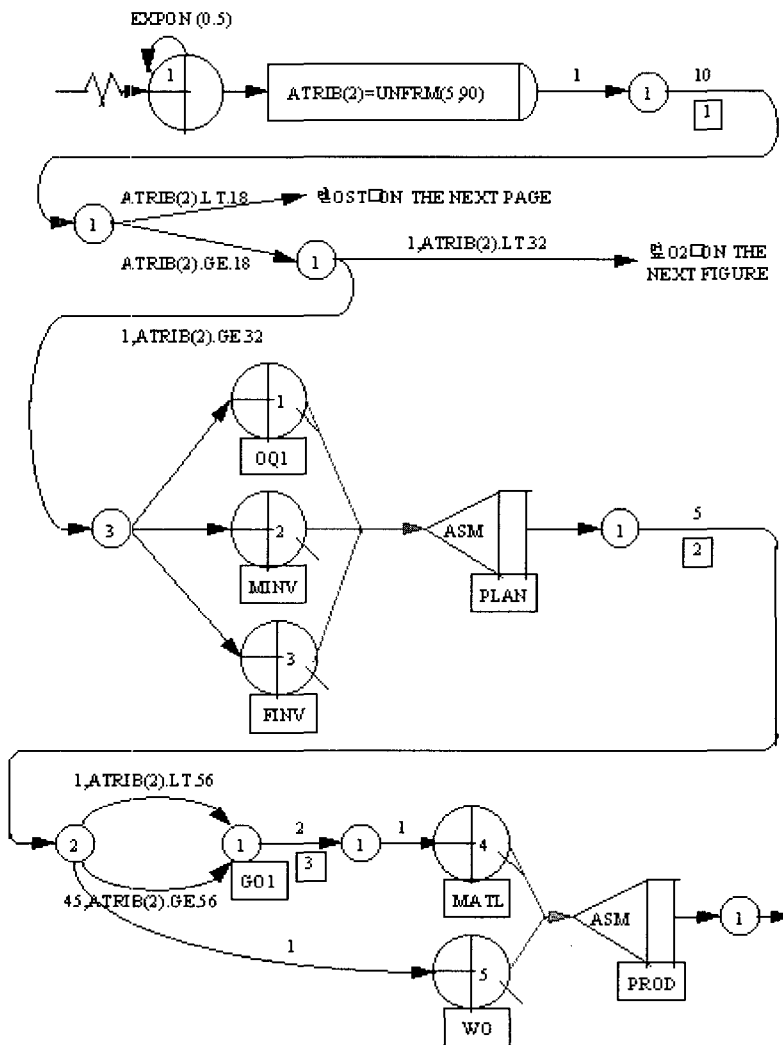 EXPON (0.5)
1
ATRIB(2)=UNFRM(5,90)
1
1
10
1
1
ATRIB(2).LT.18
ON THE NEXT PAGE
ATRIB(2).GE.18
1
1,ATRIB(2).LT.32
ON THE
NEXT FIGURE
1,ATRIB(2).GE.32
1
OQ1
3
2
MINV
ASM
PLAN
1
5
2
3
FINV
1,ATRIB(2).LT.56
2
1
GO1
2
3
1
1
4
MATL
45,ATRIB(2).GE.56
1
5
WO
ASM
PROD
1